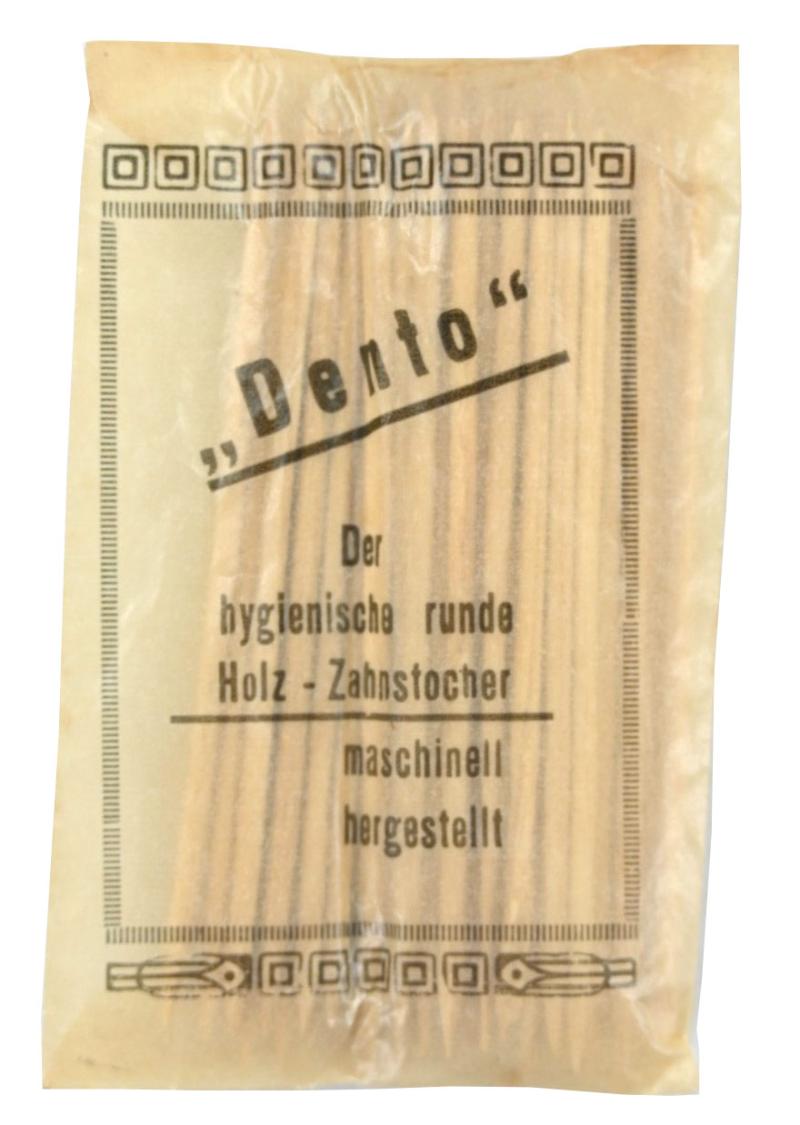 „Dento“
Der
hygienische runde
Holz - Zahnstocher
maschinell
hergestellt